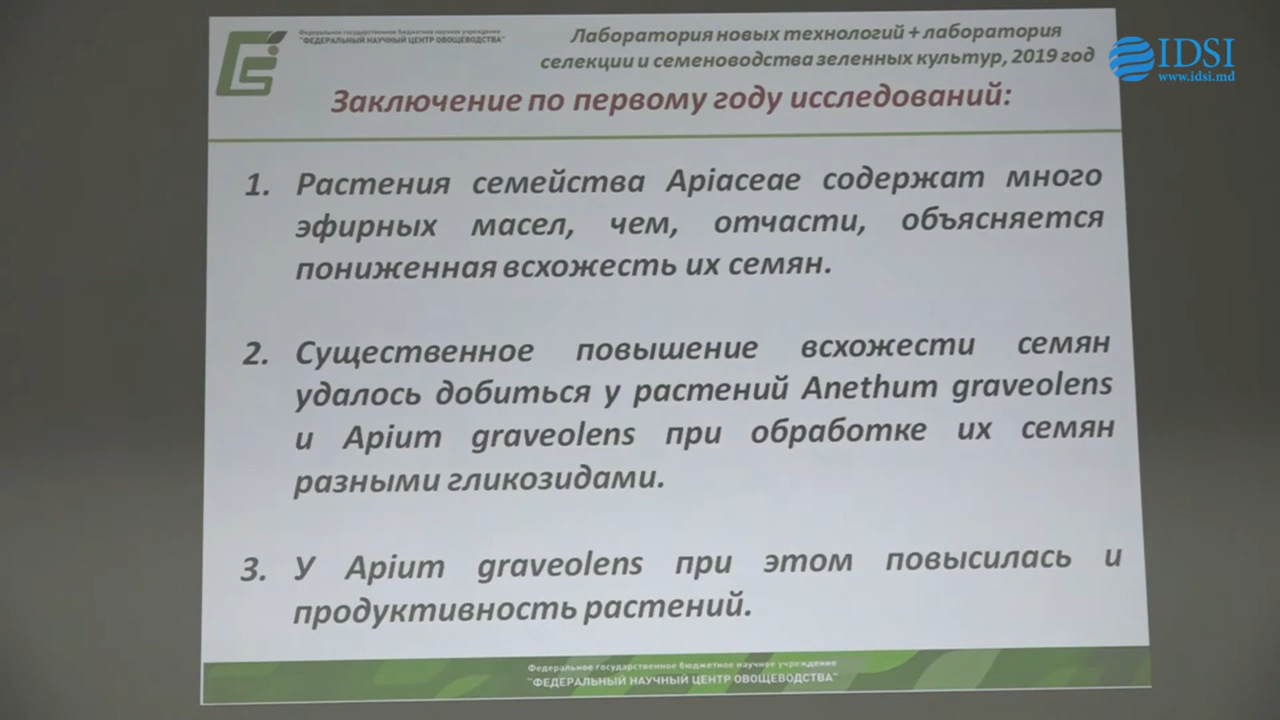 Федеральное государственное бюджетное научное учреждение
"ФЕДЕРАЛЬНЫЙ НАУЧНЫЙ ЦЕНТР ОВОЩЕВОДСТВА"
Лаборатория новых технологий + лаборатория
селекции и семеноводства зеленных культур, 2019 год
IDSI
www.idsi.md
Заключение по первому году исследований:
1. Растения семейства Apiaceae содержат много
эфирных масел, чем, отчасти, объясняется
пониженная всхожесть их семян.
2. Существенное повышение всхожести семян
удалось добиться у растений Anethum graveolens
и Apium graveolens при обработке их семян
разными гликозидами.
3. У Apium graveolens при этом повысилась и
продуктивность растений.
Федеральное государственное бюджетное научное учреждение
"ФЕДЕРАЛЬНЫЙ НАУЧНЫЙ ЦЕНТР ОВОЩЕВОДСТВА"